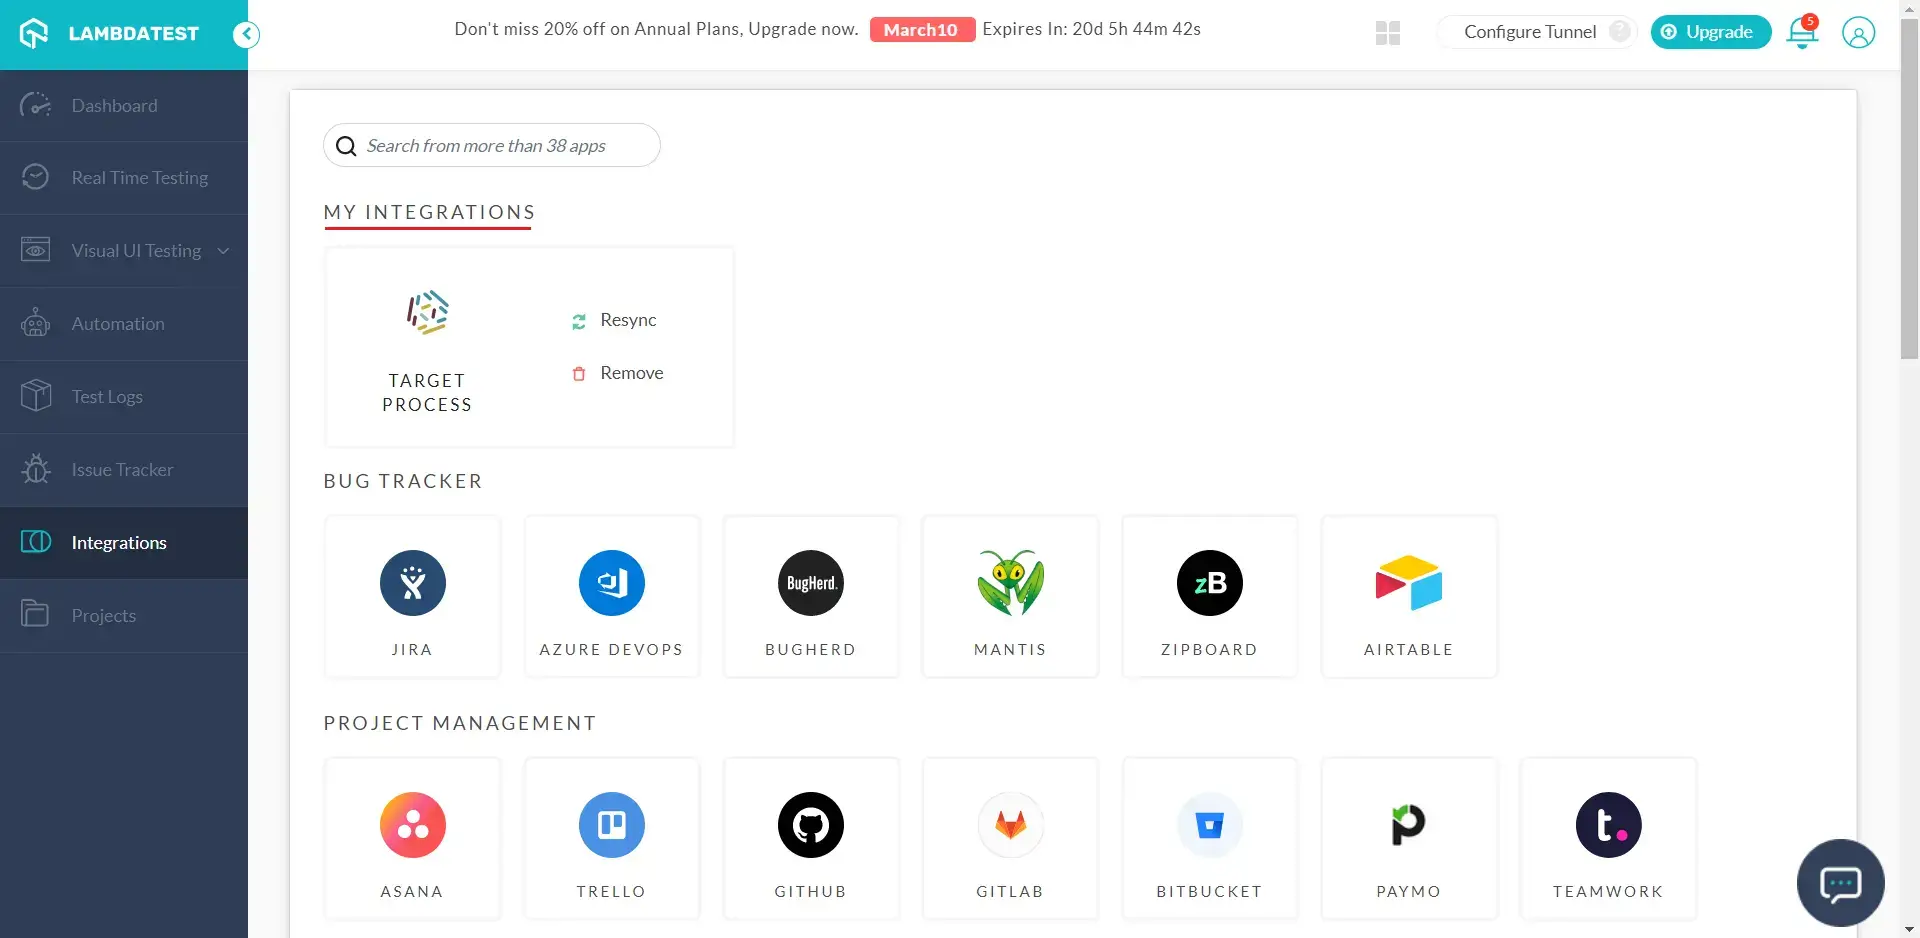 LAMBDATEST
Don't miss 20% off on Annual Plans, Upgrade now. March10 Expires In: 20d 5h 44m 42s
Configure Tunnel ?
Upgrade
5
Dashboard
Real Time Testing
Visual UI Testing
Automation
Test Logs
Issue Tracker
Integrations
Projects
Search from more than 38 apps
MY INTEGRATIONS
TARGET
PROCESS
Resync
Remove
BUG TRACKER
BugHerd.
zB
JIRA
AZURE DEVOPS
BUGHERD
MANTIS
ZIPBOARD
AIRTABLE
PROJECT MANAGEMENT
t.
ASANA
TRELLO
GITHUB
GITLAB
BITBUCKET
PAYMO
TEAMWORK